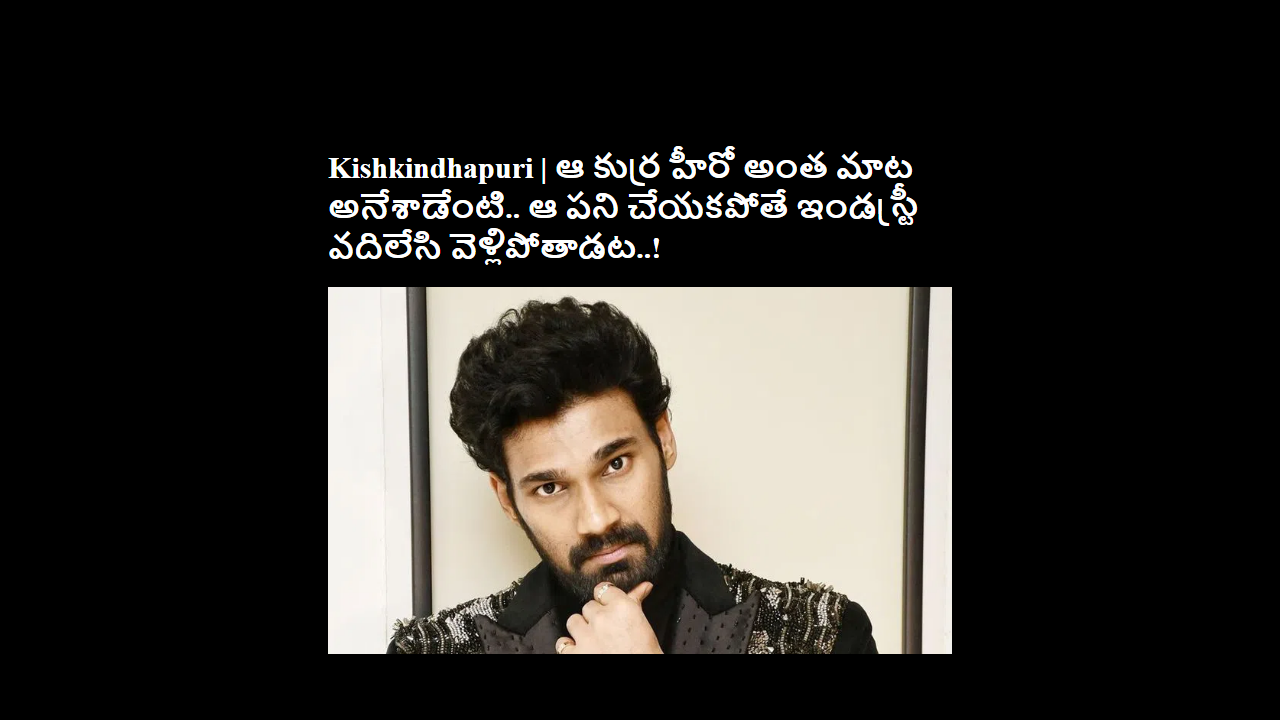 Kishkindhapuri | ఆ కుర్ర హీరో అంత మాట
అనేశాడేంటి.. ఆ పని చేయకపోతే ఇండస్ట్రీ
వదిలేసి వెళ్లిపోతాడట..!